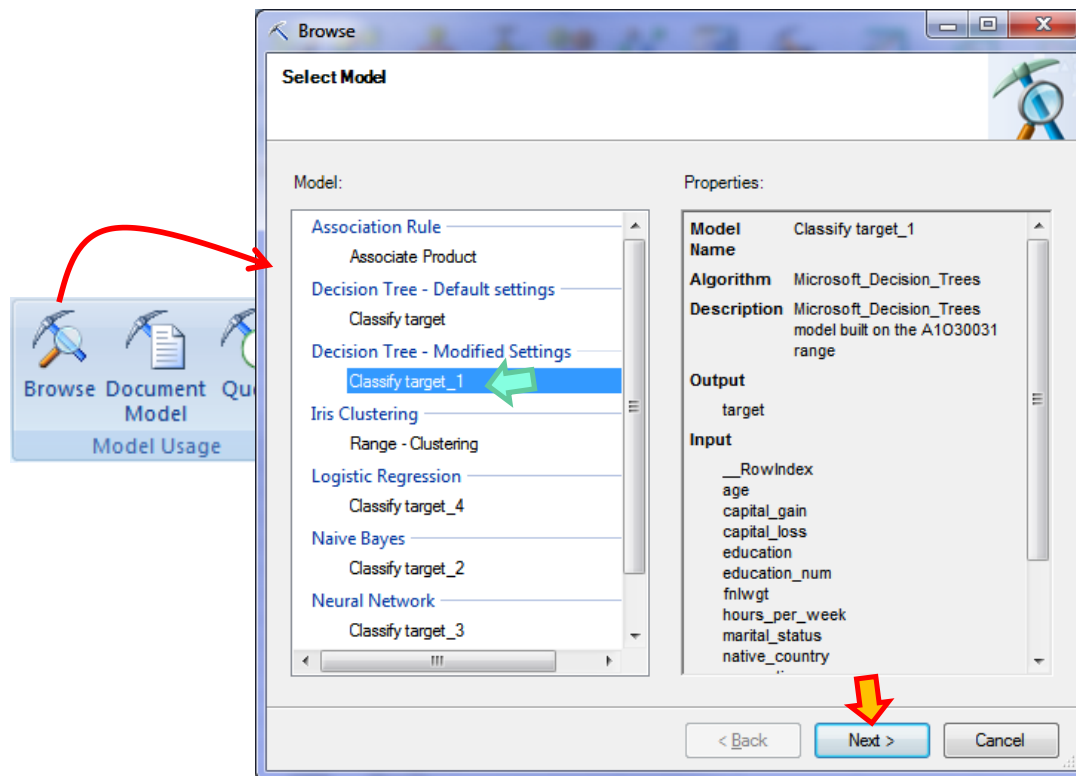 Browse
Select Model
Model:
Properties:
Association Rule
Associate Product
Decision Tree - Default settings
Classify target
Decision Tree - Modified Settings
Classify target_1
Iris Clustering
Range - Clustering
Logistic Regression
Classify target_4
Naive Bayes
Classify target_2
Neural Network
Classify target_3
Model Name Classify target_1
Algorithm Microsoft_Decision_Trees
Description Microsoft_Decision_Trees
model built on the A1O30031
range
Output
target
Input
__RowIndex
age
capital_gain
capital_loss
education
education_num
fnlwgt
hours_per_week
marital_status
native_country
Browse Document
Model
Model Usage
< Back
Next >
Cancel